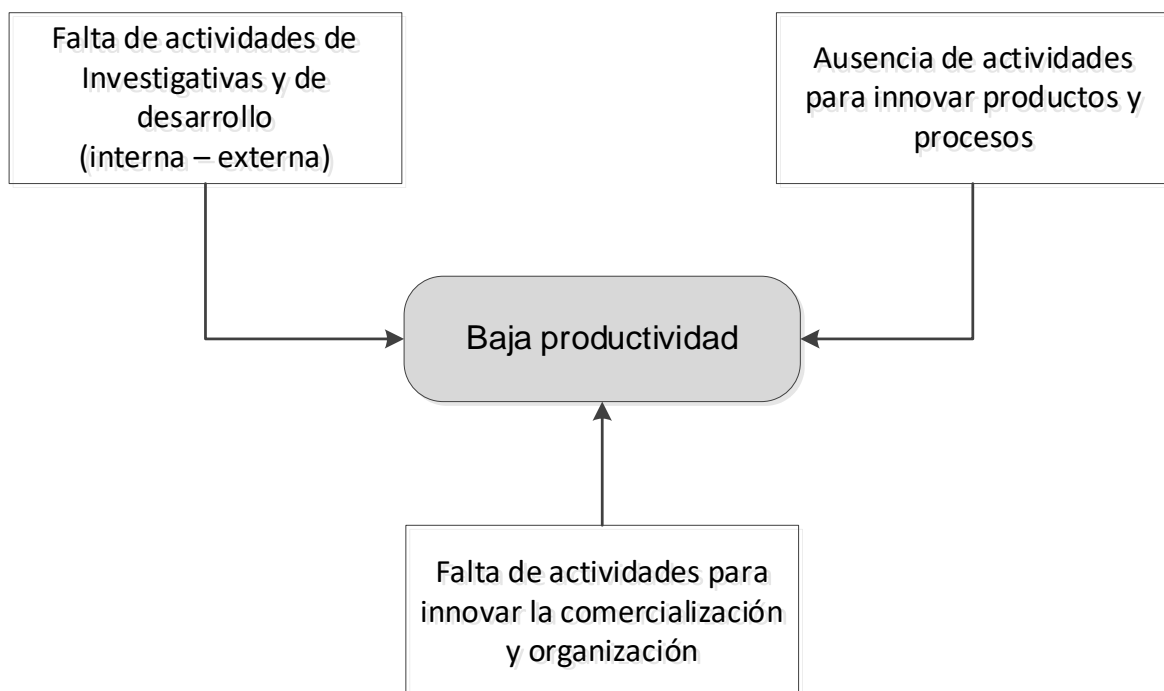 Falta de actividades de
Investigativas y de
desarrollo
(interna – externa)
Ausencia de actividades
para innovar productos y
procesos
Baja productividad
Falta de actividades para
innovar la comercialización
y organización